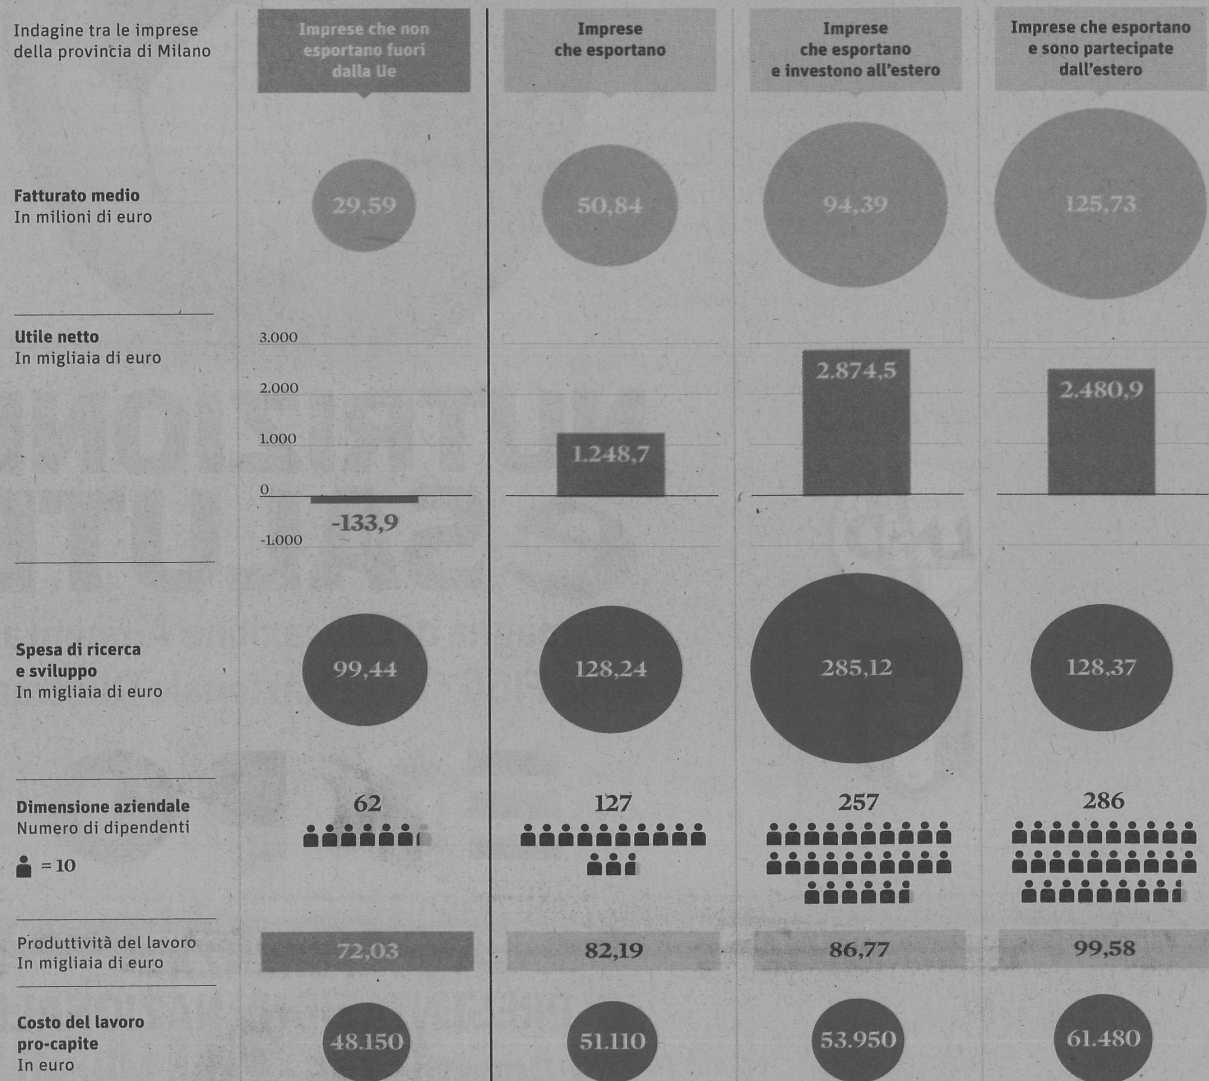 Indagine tra le imprese
della provincia di Milano
Imprese che non
esportano fuori
dalla Ue
Imprese
che esportano
Imprese
che esportano
e investono all'estero
Imprese che esportano
e sono partecipate
dall'estero
Fatturato medio
In milioni di euro
29,59
50,84
94,39
125,73
Utile netto
In migliaia di euro
3.000
2.000
1.000
0
-1.000
-133,9
1.248,7
2.874,5
2.480,9
Spesa di ricerca
e sviluppo
In migliaia di euro
99,44
128,24
285,12
128,37
Dimensione aziendale
Numero di dipendenti
= 10
62
127
257
286
Produttività del lavoro
In migliaia di euro
72,03
82,19
86,77
99,58
Costo del lavoro
pro-capite
In euro
48.150
51.110
53.950
61.480